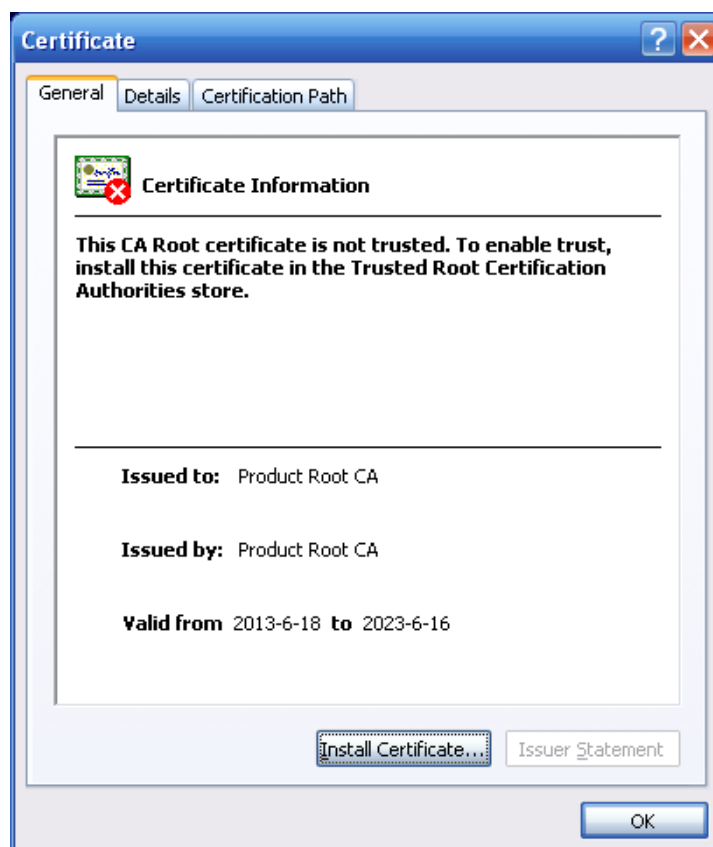 Certificate
General Details Certification Path
Certificate Information
This CA Root certificate is not trusted. To enable trust,
install this certificate in the Trusted Root Certification
Authorities store.
Issued to: Product Root CA
Issued by: Product Root CA
Valid from 2013-6-18 to 2023-6-16
Install Certificate... Issuer Statement
OK